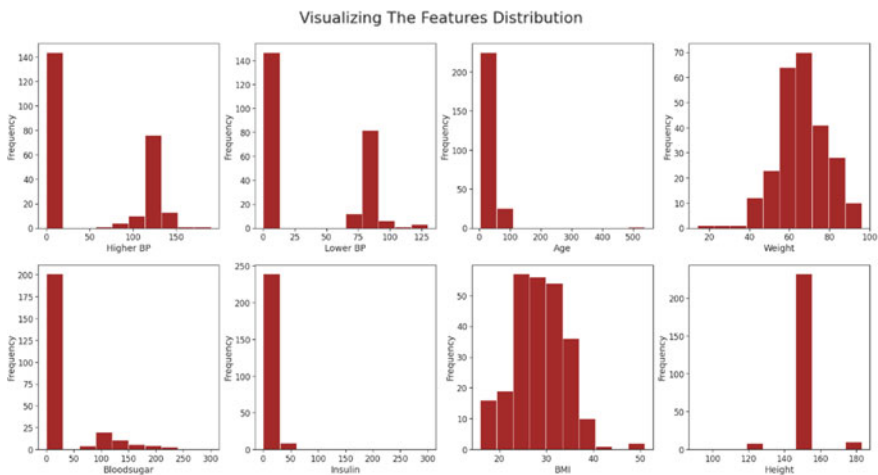 Visualizing The Features Distribution
140
120
100
80
60
40
20
0
Frequency
0 50 100 150
Higher BP
140
120
100
80
60
40
20
0
Frequency
0 25 50 75 100 125
Lower BP
200
150
100
50
0
Frequency
0 100 200 300 400 500
Age
70
60
50
40
30
20
10
0
Frequency
20 40 60 80 100
Weight
200
175
150
125
100
75
50
25
0
Frequency
0 50 100 150 200 250 300
Bloodsugar
250
200
150
100
50
0
Frequency
0 50 100 150 200 250 300
Insulin
50
40
30
20
10
0
Frequency
20 30 40 50
BMI
200
150
100
50
0
Frequency
100 120 140 160 180
Height